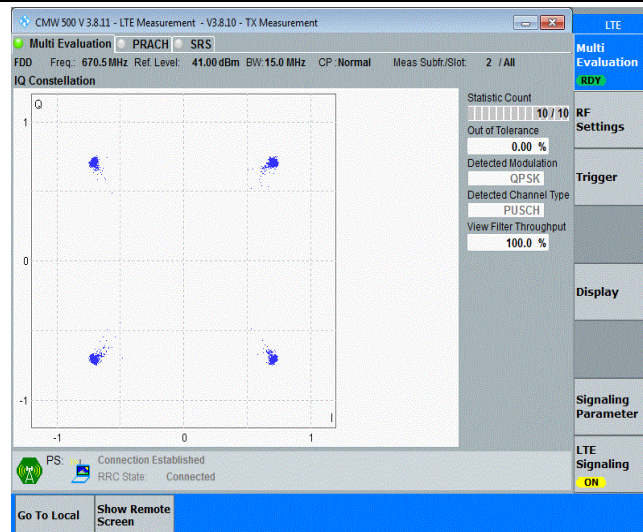 CMW 500 V 3.8.11 - LTE Measurement - V3.8.10 - TX Measurement
LTE
Multi Evaluation PRACH SRS
FDD Freq.: 670.5 MHz Ref. Level: 41.00 dBm BW: 15.0 MHz CP : Normal Meas Subfr./Slot: 2 / All
IQ Constellation
Q
1
0
-1
-1 0 1
I
Statistic Count
10 / 10
Out of Tolerance
0.00 %
Detected Modulation
QPSK
Detected Channel Type
PUSCH
View Filter Throughput
100.0 %
Multi
Evaluation
RDY
RF
Settings
Trigger
Display
Signaling
Parameter
LTE
Signaling
ON
PS: Connection Established
RRC State: Connected
Go To Local
Show Remote
Screen